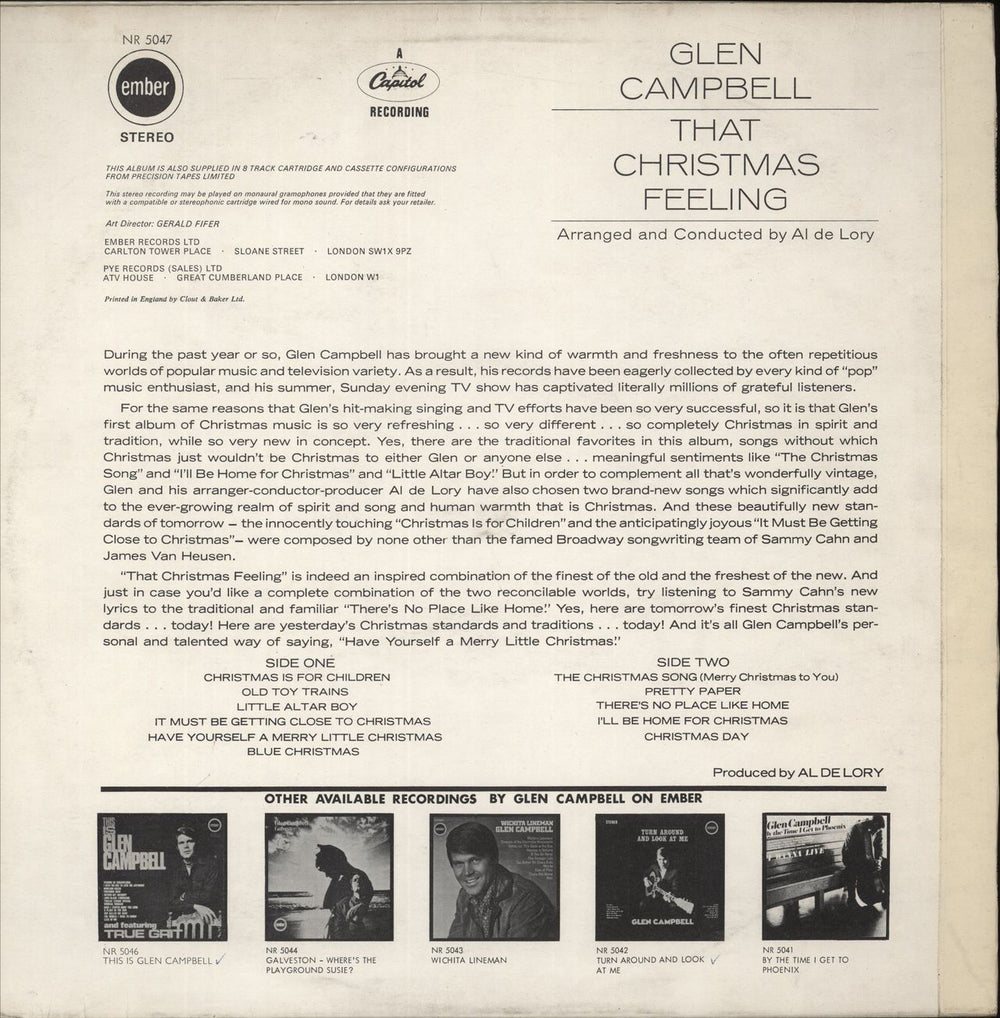 NR 5047
ember
STEREO
A
Capitol
RECORDING
GLEN
CAMPBELL
THAT
CHRISTMAS
FEELING
Arranged and Conducted by Al de Lory
THIS ALBUM IS ALSO SUPPLIED IN 8 TRACK CARTRIDGE AND CASSETTE CONFIGURATIONS
FROM PRECISION TAPES LIMITED
This stereo recording may be played on monaural gramophones provided that they are fitted
with a compatible or stereophonic cartridge wired for mono sound. For details ask your retailer.
Art Director: GERALD FIFER
EMBER RECORDS LTD
CARLTON TOWER PLACE · SLOANE STREET · LONDON SW1X 9PZ
PYE RECORDS (SALES) LTD
ATV HOUSE · GREAT CUMBERLAND PLACE · LONDON W1
Printed in England by Clout & Baker Ltd.
During the past year or so, Glen Campbell has brought a new kind of warmth and freshness to the often repetitious
worlds of popular music and television variety. As a result, his records have been eagerly collected by every kind of “pop”
music enthusiast, and his summer, Sunday evening TV show has captivated literally millions of grateful listeners.
For the same reasons that Glen's hit-making singing and TV efforts have been so very successful, so it is that Glen's
first album of Christmas music is so very refreshing . . . so very different . . . so completely Christmas in spirit and
tradition, while so very new in concept. Yes, there are the traditional favorites in this album, songs without which
Christmas just wouldn't be Christmas to either Glen or anyone else . . . meaningful sentiments like “The Christmas
Song” and “I'll Be Home for Christmas” and “Little Altar Boy.” But in order to complement all that's wonderfully vintage,
Glen and his arranger-conductor-producer Al de Lory have also chosen two brand-new songs which significantly add
to the ever-growing realm of spirit and song and human warmth that is Christmas. And these beautifully new stan-
dards of tomorrow – the innocently touching “Christmas Is for Children” and the anticipatingly joyous “It Must Be Getting
Close to Christmas”– were composed by none other than the famed Broadway songwriting team of Sammy Cahn and
James Van Heusen.
“That Christmas Feeling” is indeed an inspired combination of the finest of the old and the freshest of the new. And
just in case you'd like a complete combination of the two reconcilable worlds, try listening to Sammy Cahn's new
lyrics to the traditional and familiar “There's No Place Like Home.” Yes, here are tomorrow's finest Christmas stan-
dards . . . today! Here are yesterday's Christmas standards and traditions . . . today! And it's all Glen Campbell's per-
sonal and talented way of saying, “Have Yourself a Merry Little Christmas.”
SIDE ONE
CHRISTMAS IS FOR CHILDREN
OLD TOY TRAINS
LITTLE ALTAR BOY
IT MUST BE GETTING CLOSE TO CHRISTMAS
HAVE YOURSELF A MERRY LITTLE CHRISTMAS
BLUE CHRISTMAS
SIDE TWO
THE CHRISTMAS SONG (Merry Christmas to You)
PRETTY PAPER
THERE'S NO PLACE LIKE HOME
I'LL BE HOME FOR CHRISTMAS
CHRISTMAS DAY
Produced by AL DE LORY
OTHER AVAILABLE RECORDINGS BY GLEN CAMPBELL ON EMBER
THIS IS
GLEN
CAMPBELL
and featuring
TRUE GRIT
NR 5046
THIS IS GLEN CAMPBELL ✓
NR 5044
GALVESTON – WHERE'S THE
PLAYGROUND SUSIE?
WICHITA LINEMAN
GLEN CAMPBELL
NR 5043
WICHITA LINEMAN
TURN AROUND
AND LOOK AT ME
GLEN CAMPBELL
NR 5042
TURN AROUND AND LOOK ✓
AT ME
Glen Campbell
By the Time I Get to Phoenix
I WANNA LIVE
NR 5041
BY THE TIME I GET TO
PHOENIX